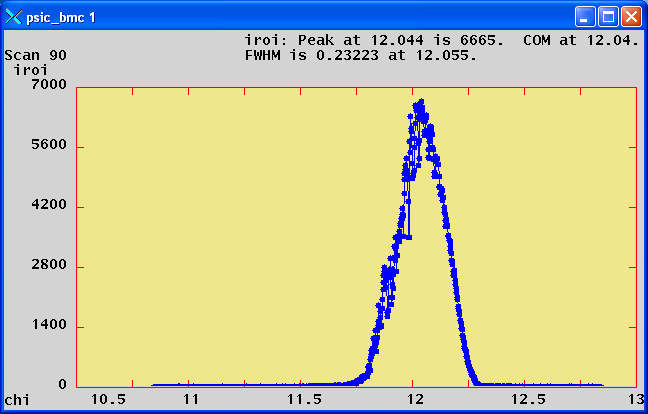 psic_bmc 1
iroi: Peak at 12.044 is 6665. COM at 12.04.
Scan 90 FWHM is 0.23223 at 12.055.
iroi
7000
5600
4200
2800
1400
0
chi 10.5 11 11.5 12 12.5 13